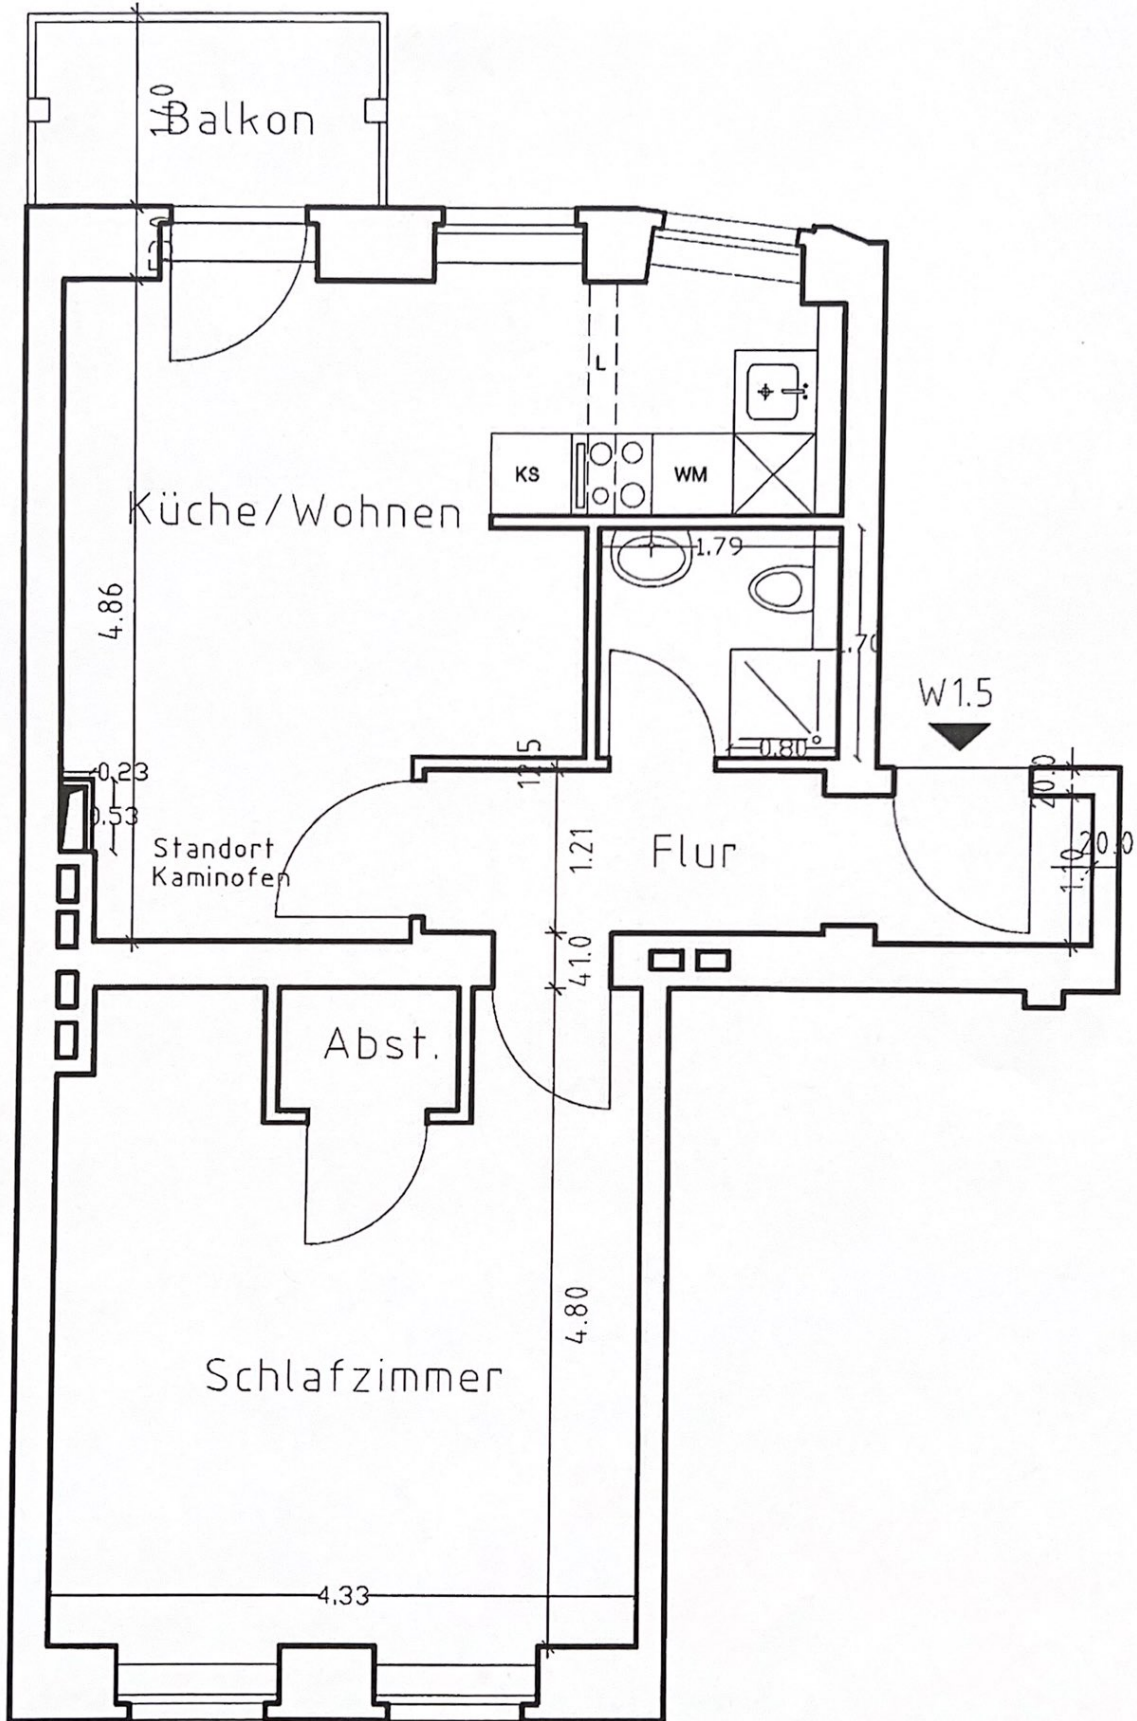 1.40
Balkon
L
KS
WM
Küche/Wohnen
1.79
4.86
.70
W1.5
0.80
12.5
0.23
0.53
20.0
Standort
Kaminofen
1.21
Flur
20.0
1.10
41.0
Abst.
4.80
Schlafzimmer
4.33